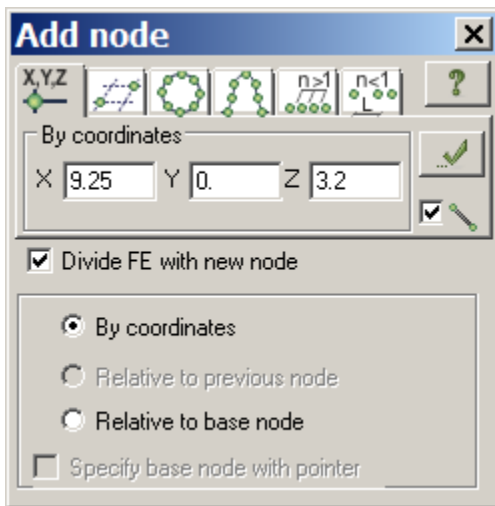 Add node
X,Y,Z
n>1
n<1
L
?
By coordinates
X 9.25 Y 0. Z 3.2
Divide FE with new node
By coordinates
Relative to previous node
Relative to base node
Specify base node with pointer